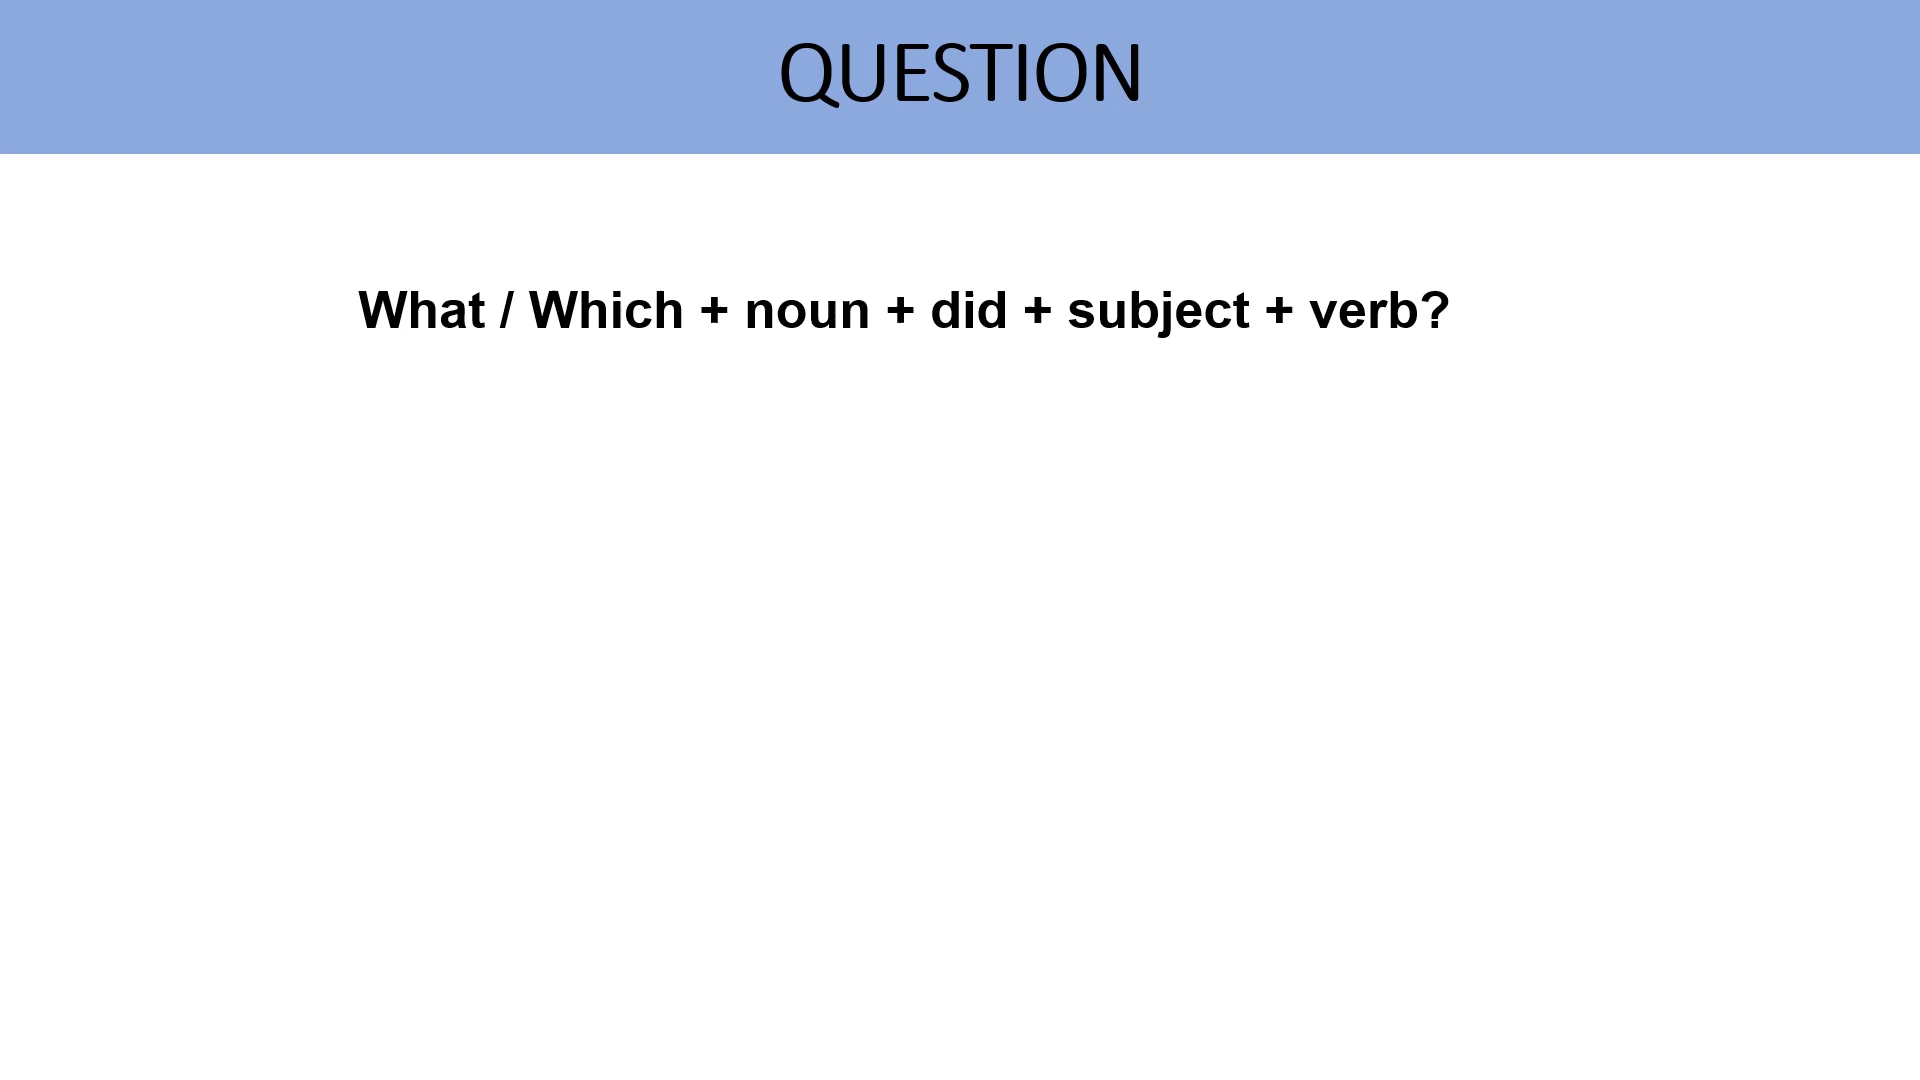 QUESTION
What / Which + noun + did + subject + verb?